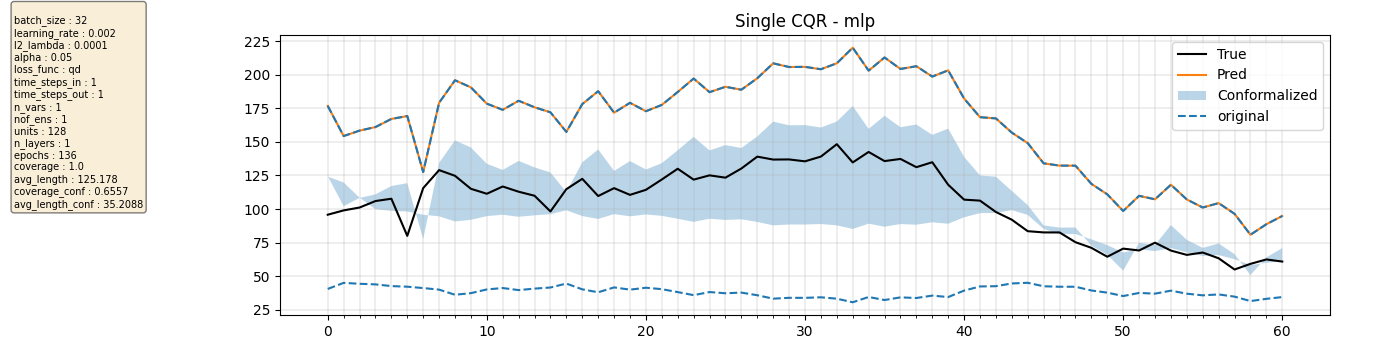 batch_size : 32
learning_rate : 0.002
l2_lambda : 0.0001
alpha : 0.05
loss_func : qd
time_steps_in : 1
time_steps_out : 1
n_vars : 1
nof_ens : 1
units : 128
n_layers : 1
epochs : 136
coverage : 1.0
avg_length : 125.178
coverage_conf : 0.6557
avg_length_conf : 35.2088
Single CQR - mlp
225
200
175
150
125
100
75
50
25
True
Pred
Conformalized
original
0 10 20 30 40 50 60